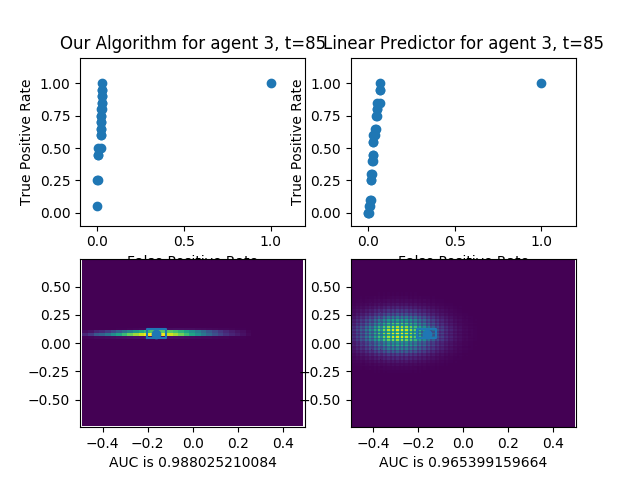 Our Algorithm for agent 3, t=85
Linear Predictor for agent 3, t=85
True Positive Rate
1.00
0.75
0.50
0.25
0.00
0.0 0.5 1.0
False Positive Rate
True Positive Rate
1.00
0.75
0.50
0.25
0.00
0.0 0.5 1.0
False Positive Rate
0.50
0.25
0.00
−0.25
−0.50
−0.4 −0.2 0.0 0.2 0.4
AUC is 0.988025210084
0.50
0.25
0.00
−0.25
−0.50
−0.4 −0.2 0.0 0.2 0.4
AUC is 0.965399159664